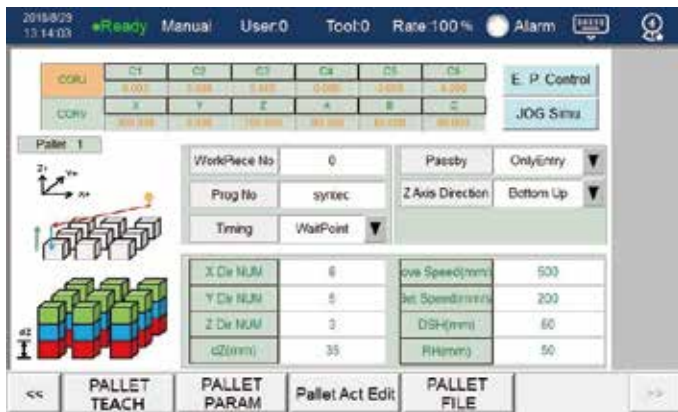 2018/8/29
13:14:03
Ready Manual User:0 Tool:0 Rate:100 % Alarm
CORJ C1 C2 C3 C4 C5 C6
E. P. Control
CORV X Y Z A B C
JOG Simu
Pallet 1
Z+ Y+ X+
WorkPiece No 0 Passby OnlyEntry
Prog No syntec Z Axis Direction Bottom Up
Timing WaitPoint
X Dir NUM 6 ove Speed(mm/ 500
Y Dir NUM 5 200
Z Dir NUM 3 DSH(mm) 60
dZ
dZ(mm) 35 RH(mm) 50
<< PALLET TEACH PALLET PARAM Pallet Act Edit PALLET FILE >>